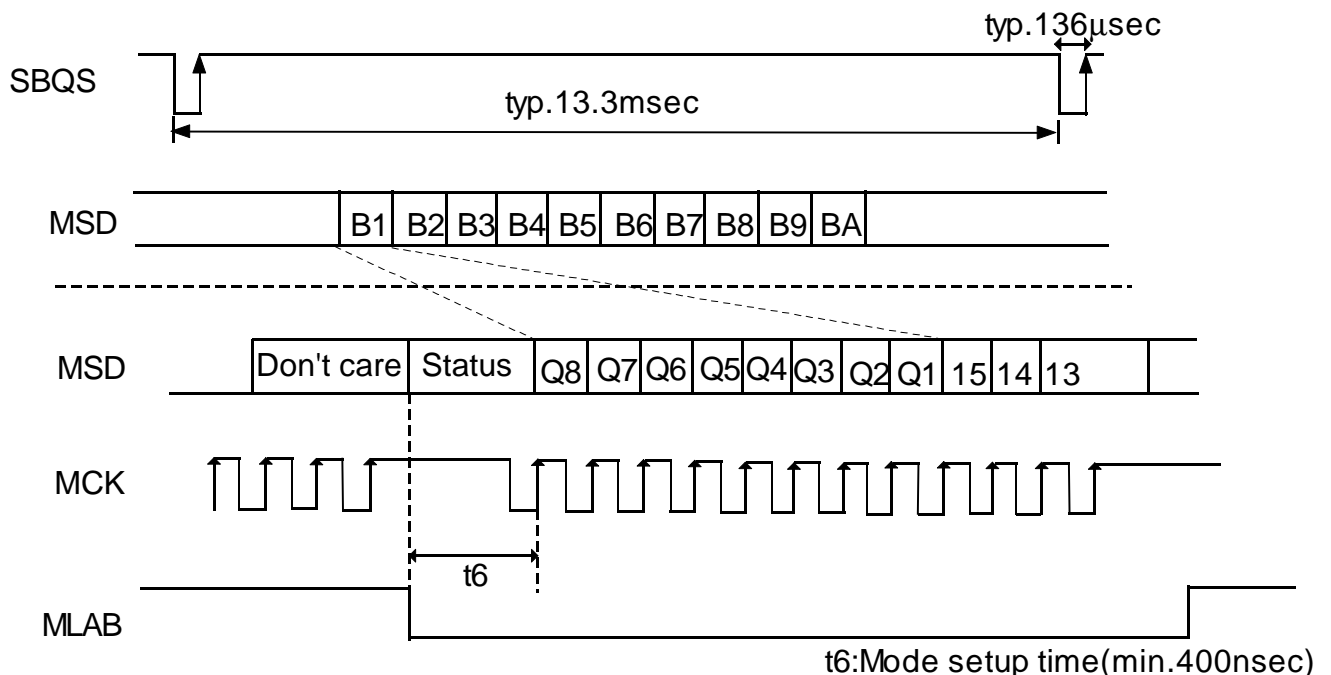 typ.136μsec
SBQS
typ.13.3msec
MSD B1 B2 B3 B4 B5 B6 B7 B8 B9 BA
MSD Don't care Status Q8 Q7 Q6 Q5 Q4 Q3 Q2 Q1 15 14 13
MCK
t6
MLAB
t6:Mode setup time(min.400nsec)